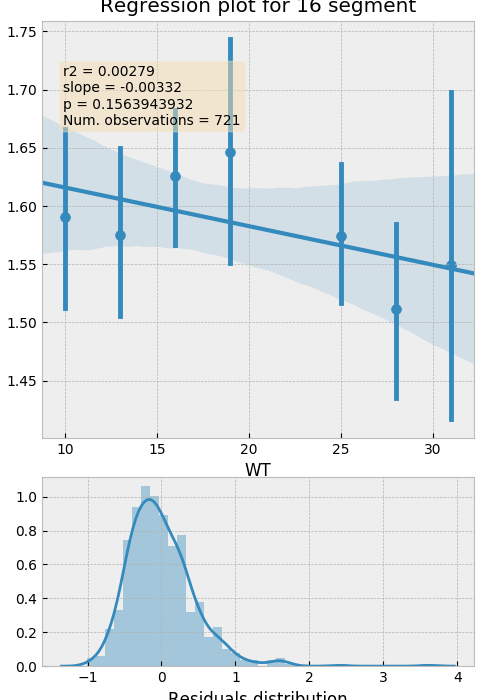 Regression plot for 16 segment
1.75
1.70
1.65
1.60
1.55
1.50
1.45
r2 = 0.00279
slope = -0.00332
p = 0.1563943932
Num. observations = 721
10 15 20 25 30
WT
1.0
0.8
0.6
0.4
0.2
0.0
−1 0 1 2 3 4
Residuals distribution